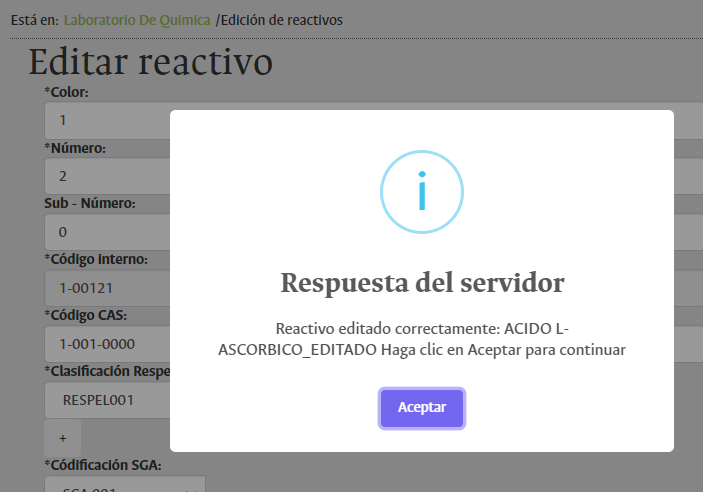 Está en: Laboratorio De Quimica /Edición de reactivos
Editar reactivo
*Color:
1
*Número:
2
Sub - Número:
0
*Código interno:
1-00121
*Código CAS:
1-001-0000
*Clasificación Respe
RESPEL001
+
*Códificación SGA:
SGA 001
Respuesta del servidor
Reactivo editado correctamente: ACIDO L-
ASCORBICO_EDITADO Haga clic en Aceptar para continuar
Aceptar